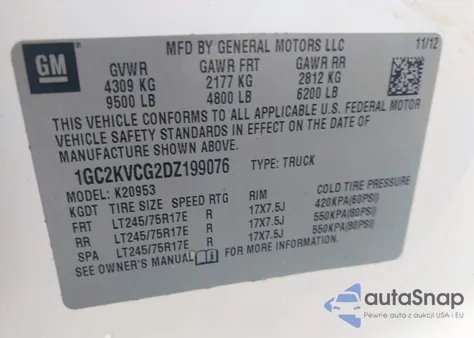 GM
MFD BY GENERAL MOTORS LLC 11/12
GVWR GAWR FRT GAWR RR
4309 KG 2177 KG 2812 KG
9500 LB 4800 LB 6200 LB
THIS VEHICLE CONFORMS TO ALL APPLICABLE U.S. FEDERAL MOTOR
VEHICLE SAFETY STANDARDS IN EFFECT ON THE DATE OF
MANUFACTURE SHOWN ABOVE.
1GC2KVCG2DZ199076 TYPE: TRUCK
MODEL: K20953
KGDT TIRE SIZE SPEED RTG RIM COLD TIRE PRESSURE
FRT LT245/75R17E R 17X7.5J 420KPA(60PSI)
RR LT245/75R17E R 17X7.5J 550KPA(80PSI)
SPA LT245/75R17E R 17X7.5J 550KPA(80PSI)
SEE OWNER'S MANUAL FOR MORE INFORMATION
autoSnap
Pewne auta z aukcji USA i EU